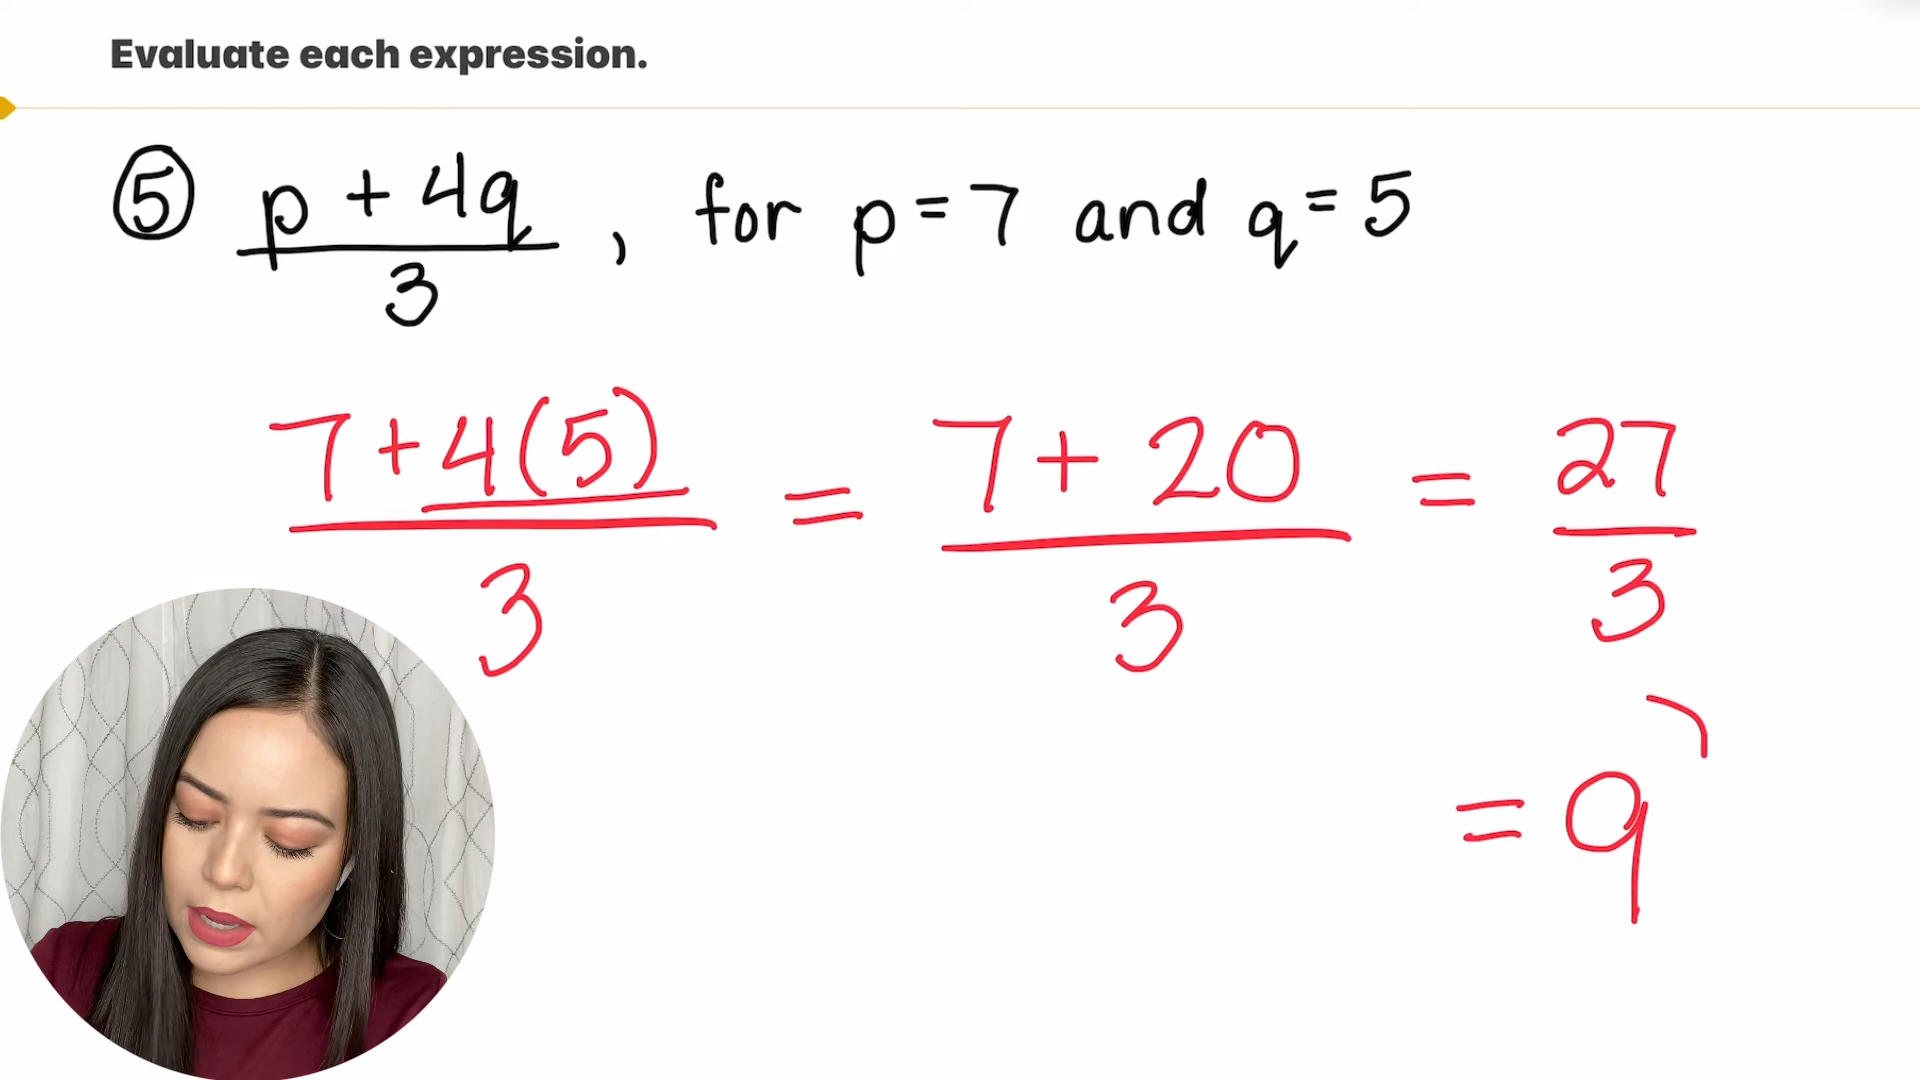 Evaluate each expression.
⑤ p + 4q / 3 , for p = 7 and q = 5
7 + 4(5) / 3 = 7 + 20 / 3 = 27 / 3
= 9